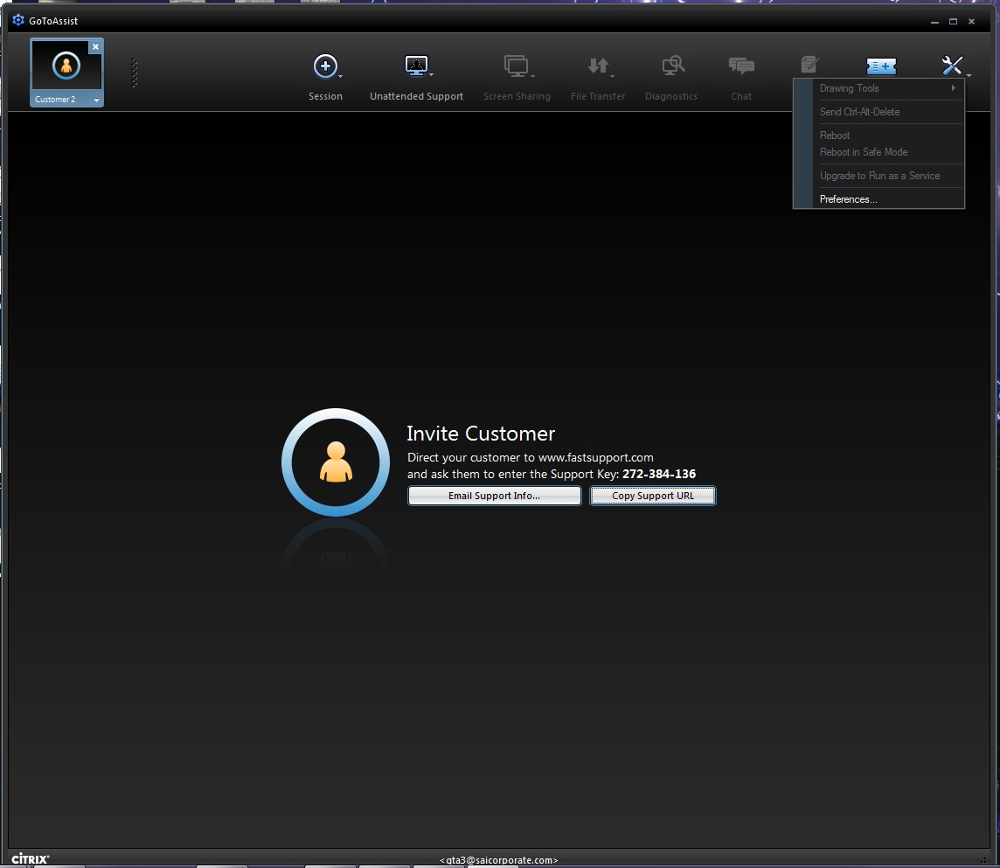 GoToAssist
Customer 2
Session
Unattended Support
Screen Sharing
File Transfer
Diagnostics
Chat
Drawing Tools
Send Ctrl-Alt-Delete
Reboot
Reboot in Safe Mode
Upgrade to Run as a Service
Preferences...
Invite Customer
Direct your customer to www.fastsupport.com
and ask them to enter the Support Key: 272-384-136
Email Support Info...
Copy Support URL
CITRIX®
<gta3@saicorporate.com>